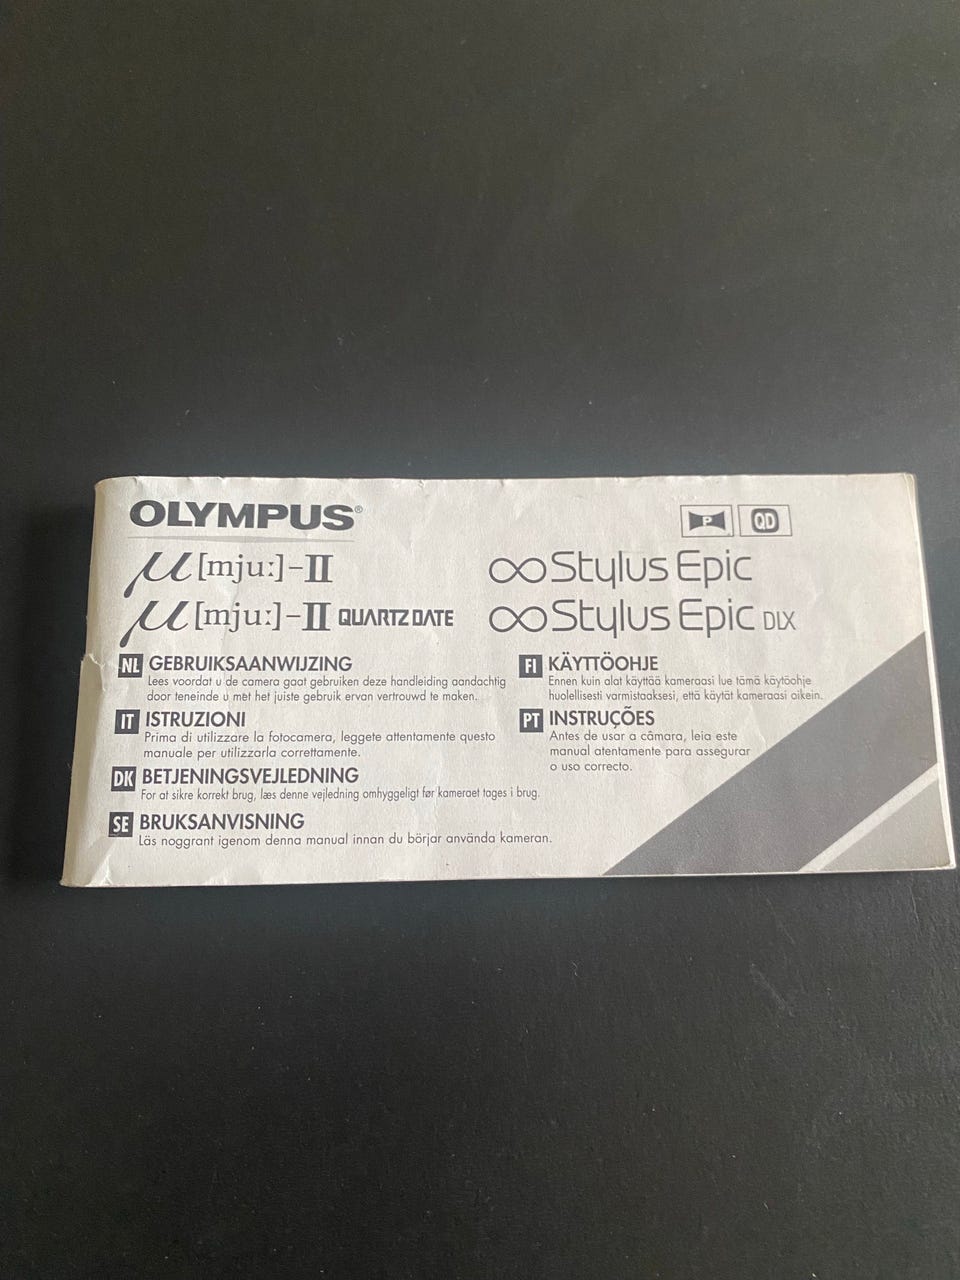 OLYMPUS®
P QD
µ[mju:]-II
µ[mju:]-II QUARTZ DATE
∞Stylus Epic
∞Stylus Epic DLX
NL GEBRUIKSAANWIJZING
Lees voordat u de camera gaat gebruiken deze handleiding aandachtig
door teneinde u met het juiste gebruik ervan vertrouwd te maken.
IT ISTRUZIONI
Prima di utilizzare la fotocamera, leggete attentamente questo
manuale per utilizzarla correttamente.
DK BETJENINGSVEJLEDNING
For at sikre korrekt brug, læs denne vejledning omhyggeligt før kameraet tages i brug.
SE BRUKSANVISNING
Läs noggrant igenom denna manual innan du börjar använda kameran.
FI KÄYTTÖOHJE
Ennen kuin alat käyttää kameraasi lue tämä käytöohje
huolellisesti varmistaaksesi, että käytät kameraasi oikein.
PT INSTRUÇÕES
Antes de usar a câmara, leia este
manual atentamente para assegurar
o uso correcto.